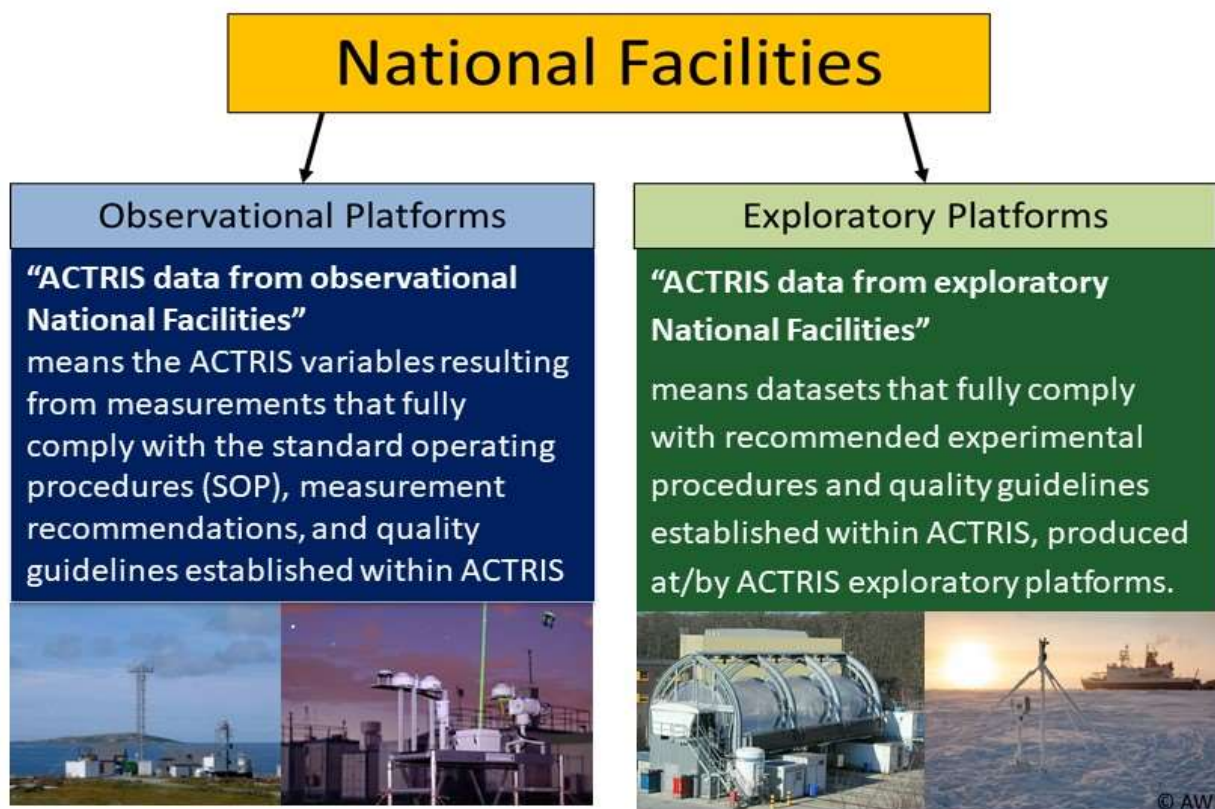 National Facilities
Observational Platforms
“ACTRIS data from observational
National Facilities”
means the ACTRIS variables resulting
from measurements that fully
comply with the standard operating
procedures (SOP), measurement
recommendations, and quality
guidelines established within ACTRIS
Exploratory Platforms
“ACTRIS data from exploratory
National Facilities”
means datasets that fully comply
with recommended experimental
procedures and quality guidelines
established within ACTRIS, produced
at/by ACTRIS exploratory platforms.
© AW